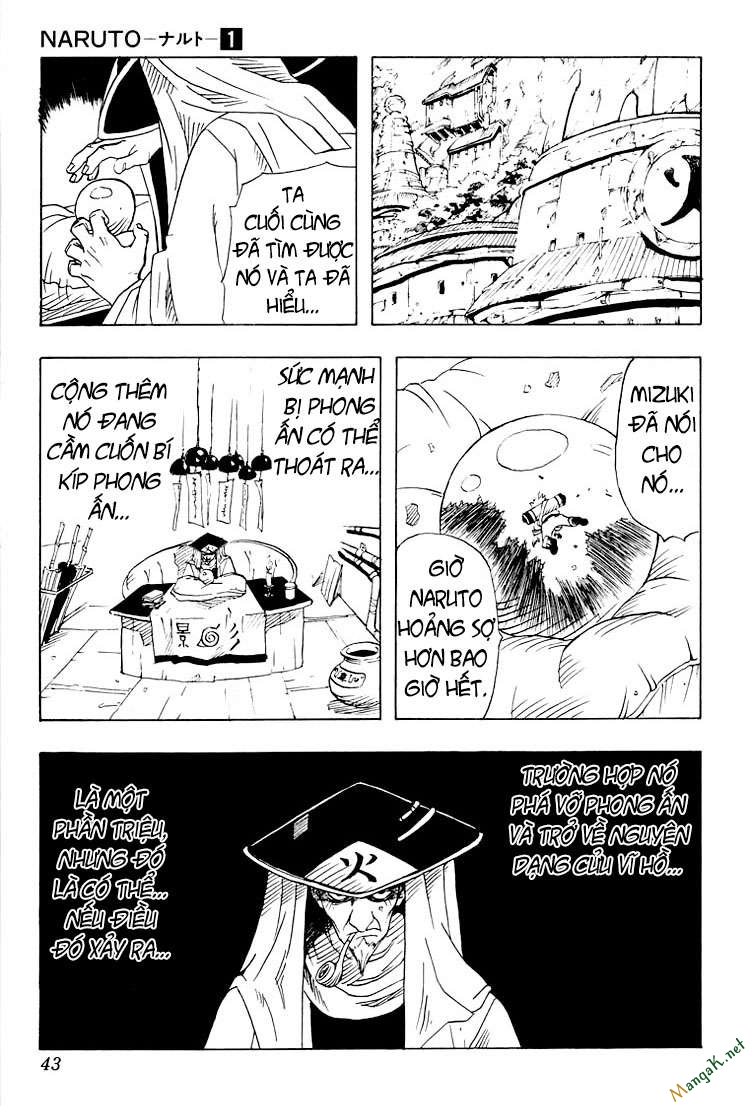 NARUTO—ナルト—1
TA
CUỐI CÙNG
ĐÃ TÌM ĐƯỢC
NÓ VÀ TA ĐÃ
HIỂU...
MIZUKI
ĐÃ NÓI
CHO
NÓ...
GIỜ
NARUTO
HOẢNG SỢ
HƠN BAO
GIỜ HẾT.
SỨC MẠNH
BỊ PHONG
ẤN CÓ THỂ
THOÁT RA...
CỘNG THÊM
NÓ ĐANG
CẦM CUỐN BÍ
KÍP PHONG
ẤN...
景
TRƯỜNG HỢP NÓ
PHÁ VỠ PHONG ẤN
VÀ TRỞ VỀ NGUYÊN
DẠNG CỬU VĨ HỒ...
火
LÀ MỘT
PHẦN TRIỆU,
NHƯNG ĐÓ
LÀ CÓ THỂ...
NẾU ĐIỀU
ĐÓ XẢY RA...
43
MangaK.net